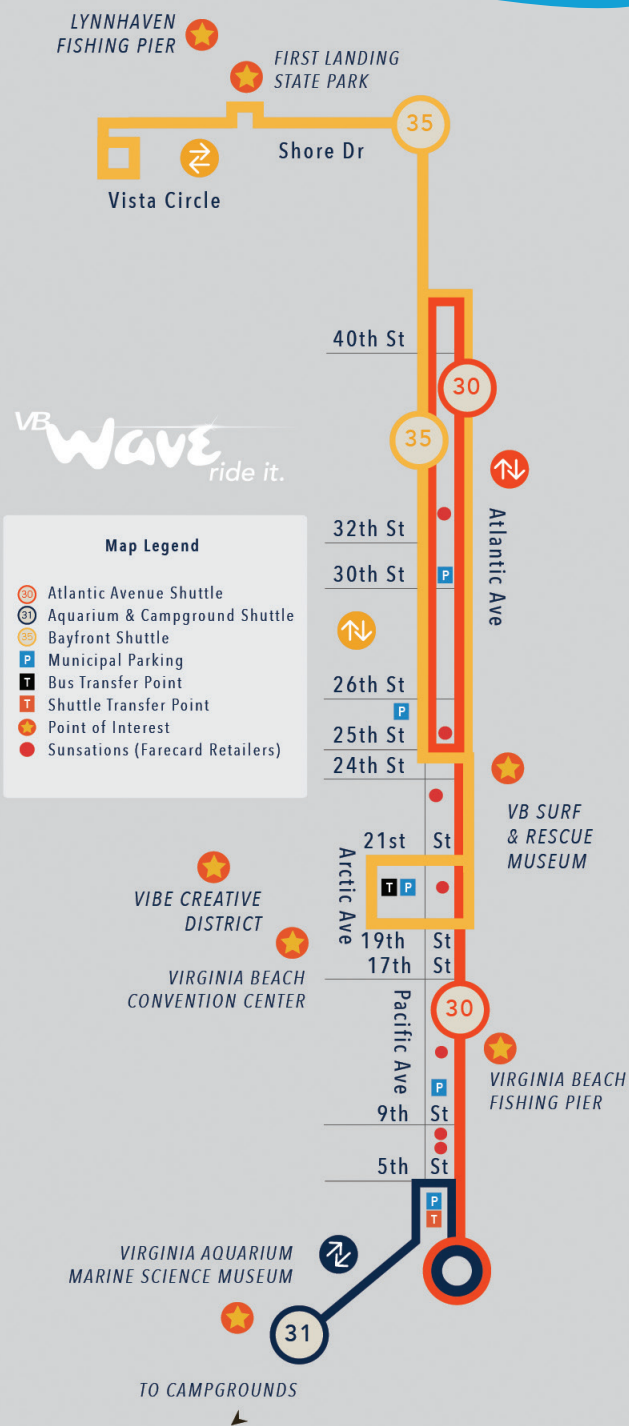 LYNNHAVEN
FISHING PIER
FIRST LANDING
STATE PARK
35
Shore Dr
Vista Circle
40th St
30
35
VB
Wave
ride it.
Atlantic Ave
Map Legend
30 Atlantic Avenue Shuttle
31 Aquarium & Campground Shuttle
35 Bayfront Shuttle
P Municipal Parking
T Bus Transfer Point
T Shuttle Transfer Point
Point of Interest
Sunsations (Farecard Retailers)
32th St
30th St
P
26th St
P
25th St
24th St
VB SURF
& RESCUE
MUSEUM
21st St
Arctic Ave
T P
VIBE CREATIVE
DISTRICT
19th St
17th St
VIRGINIA BEACH
CONVENTION CENTER
30
Pacific Ave
VIRGINIA BEACH
FISHING PIER
P
9th St
5th St
P
T
VIRGINIA AQUARIUM
MARINE SCIENCE MUSEUM
31
TO CAMPGROUNDS